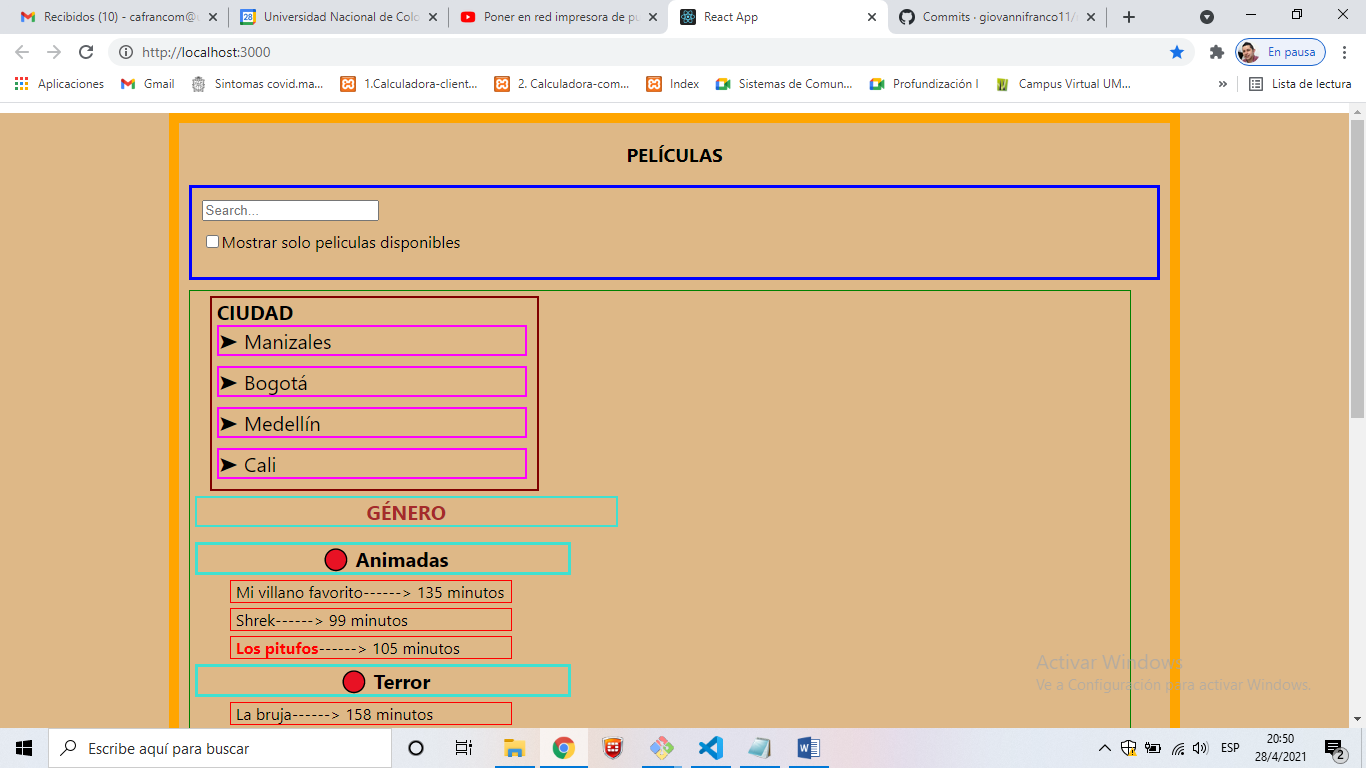 Recibidos (10) - cafrancom@u
Universidad Nacional de Colo
Poner en red impresora de pu
React App
Commits · giovannifranco11/
http://localhost:3000
En pausa
Aplicaciones
Gmail
Sintomas covid.ma...
1.Calculadora-client...
2. Calculadora-com...
Index
Sistemas de Comun...
Profundización I
Campus Virtual UM...
»
Lista de lectura
PELÍCULAS
Search...
Mostrar solo peliculas disponibles
CIUDAD
➤ Manizales
➤ Bogotá
➤ Medellín
➤ Cali
GÉNERO
🔴 Animadas
Mi villano favorito------> 135 minutos
Shrek------> 99 minutos
Los pitufos------> 105 minutos
🔴 Terror
La bruja------> 158 minutos
Activar Windows
Ve a Configuración para activar Windows.
Escribe aquí para buscar
ESP
20:50
28/4/2021
2